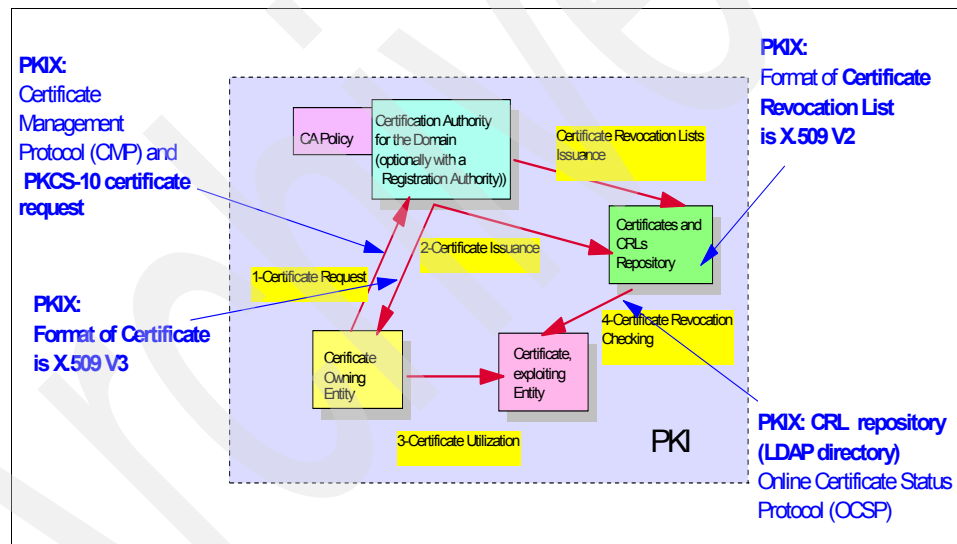 PKIX:
Certificate
Management
Protocol (CMP) and
PKCS-10 certificate
request
PKIX:
Format of Certificate
is X.509 V3
CA Policy
Certification Authority
for the Domain
(optionally with a
Registration Authority))
Certificate Revocation Lists
Issuance
PKIX:
Format of Certificate
Revocation List
is X.509 V2
Certificates and
CRLs
Repository
2-Certificate Issuance
1-Certificate Request
4-Certificate Revocation
Checking
Cerificate
Owning
Entity
Certificate,
exploiting
Entity
3-Certificate Utilization
PKI
PKIX: CRL repository
(LDAP directory)
Online Certificate Status
Protocol (OCSP)